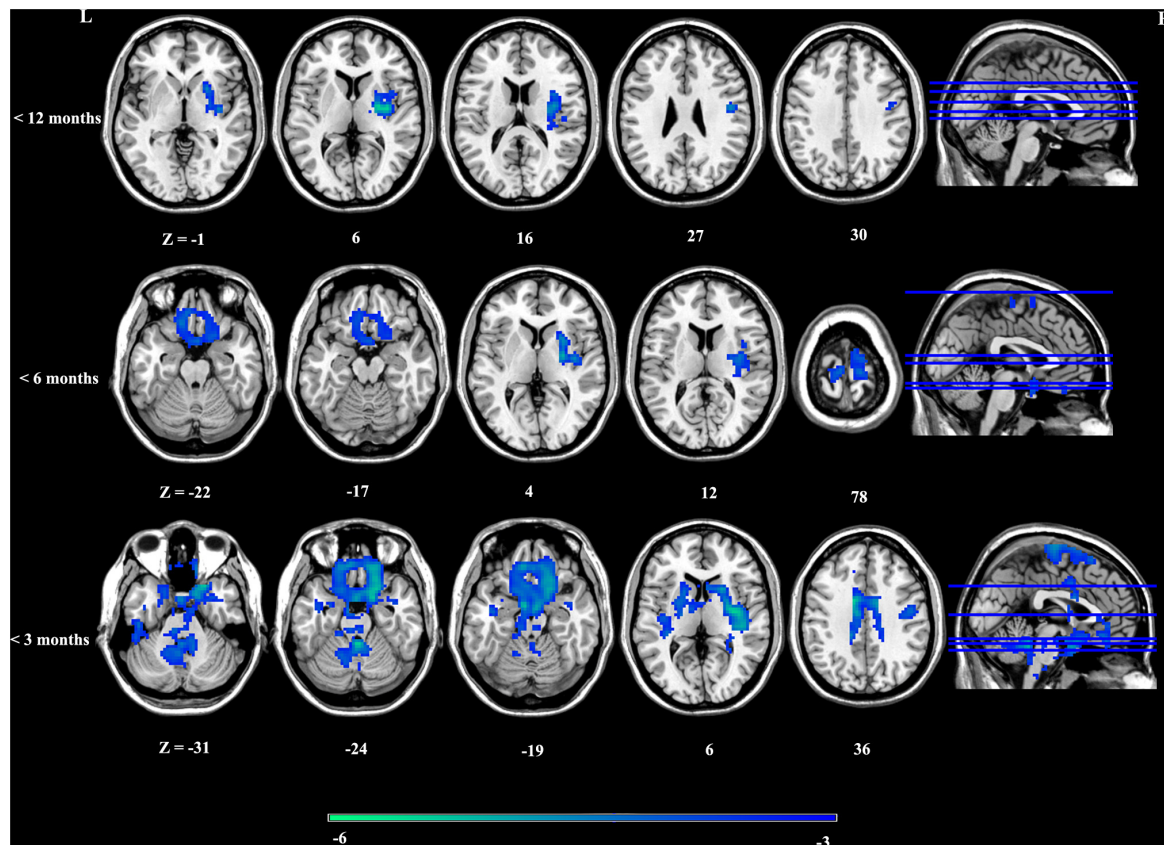 L R
< 12 months
Z = -1 6 16 27 30
< 6 months
Z = -22 -17 4 12 78
< 3 months
Z = -31 -24 -19 6 36
-6 -3